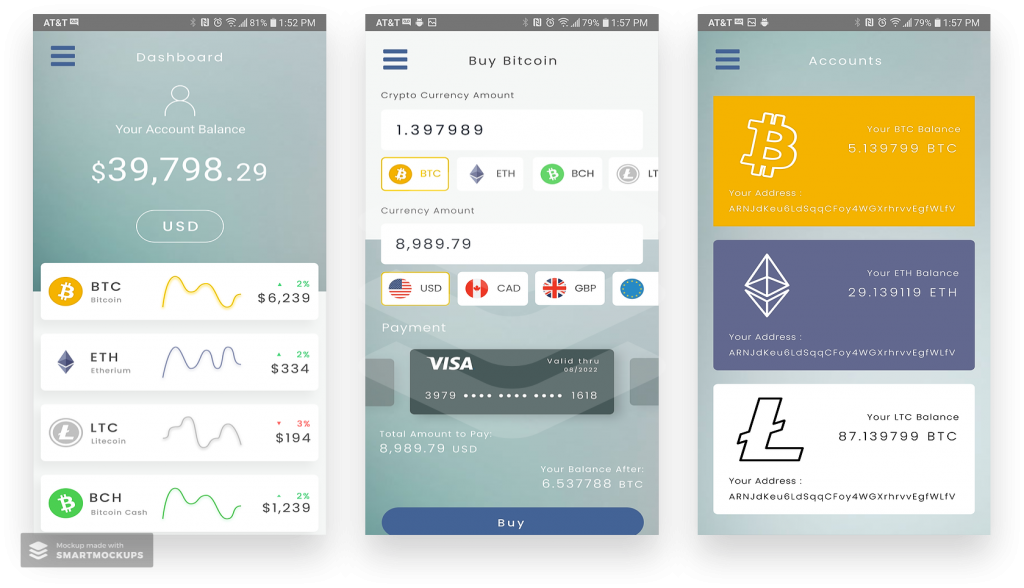 AT&T 81% 1:52 PM
Dashboard
Your Account Balance
$39,798.29
USD
BTC
Bitcoin
2%
$6,239
ETH
Etherium
2%
$334
LTC
Litecoin
3%
$194
BCH
Bitcoin Cash
2%
$1,239
Mockup made with
SMARTMOCKUPS
AT&T 79% 1:57 PM
Buy Bitcoin
Crypto Currency Amount
1.397989
BTC ETH BCH LT
Currency Amount
8,989.79
USD CAD GBP
Payment
VISA
Valid thru
08/2022
3979 •••• •••• •••• 1618
Total Amount to Pay:
8,989.79 USD
Your Balance After:
6.537788 BTC
Buy
AT&T 79% 1:57 PM
Accounts
Your BTC Balance
5.139799 BTC
Your Address :
ARNJdKeu6LdSqqCFoy4WGXrhrvvEgfWLfV
Your ETH Balance
29.139119 ETH
Your Address :
ARNJdKeu6LdSqqCFoy4WGXrhrvvEgfWLfV
Your LTC Balance
87.139799 BTC
Your Address :
ARNJdKeu6LdSqqCFoy4WGXrhrvvEgfWLfV